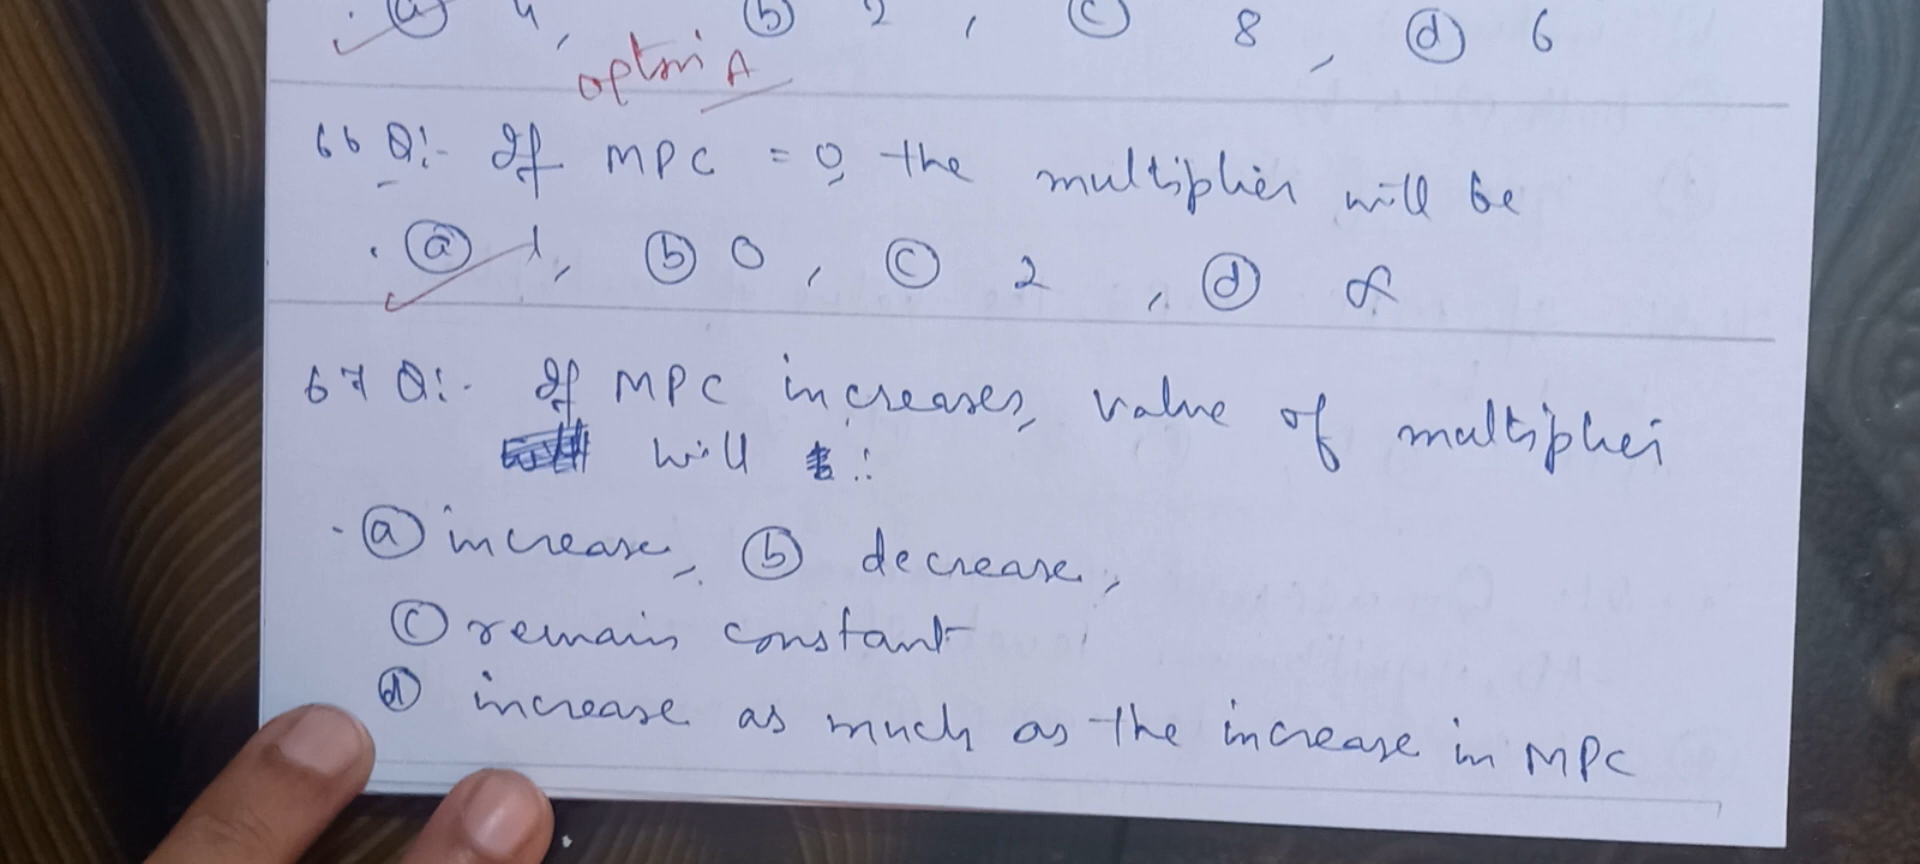 (a) 4, (b) 2, (c) 8, (d) 6
option A
66 Q:- If MPC = 0, the multiplier will be
(a) 1, (b) 0, (c) 2, (d) ∝
67 Q:- If MPC increases, value of multiplier
will :
(a) increase, (b) decrease,
(c) remain constant
(d) increase as much as the increase in MPC